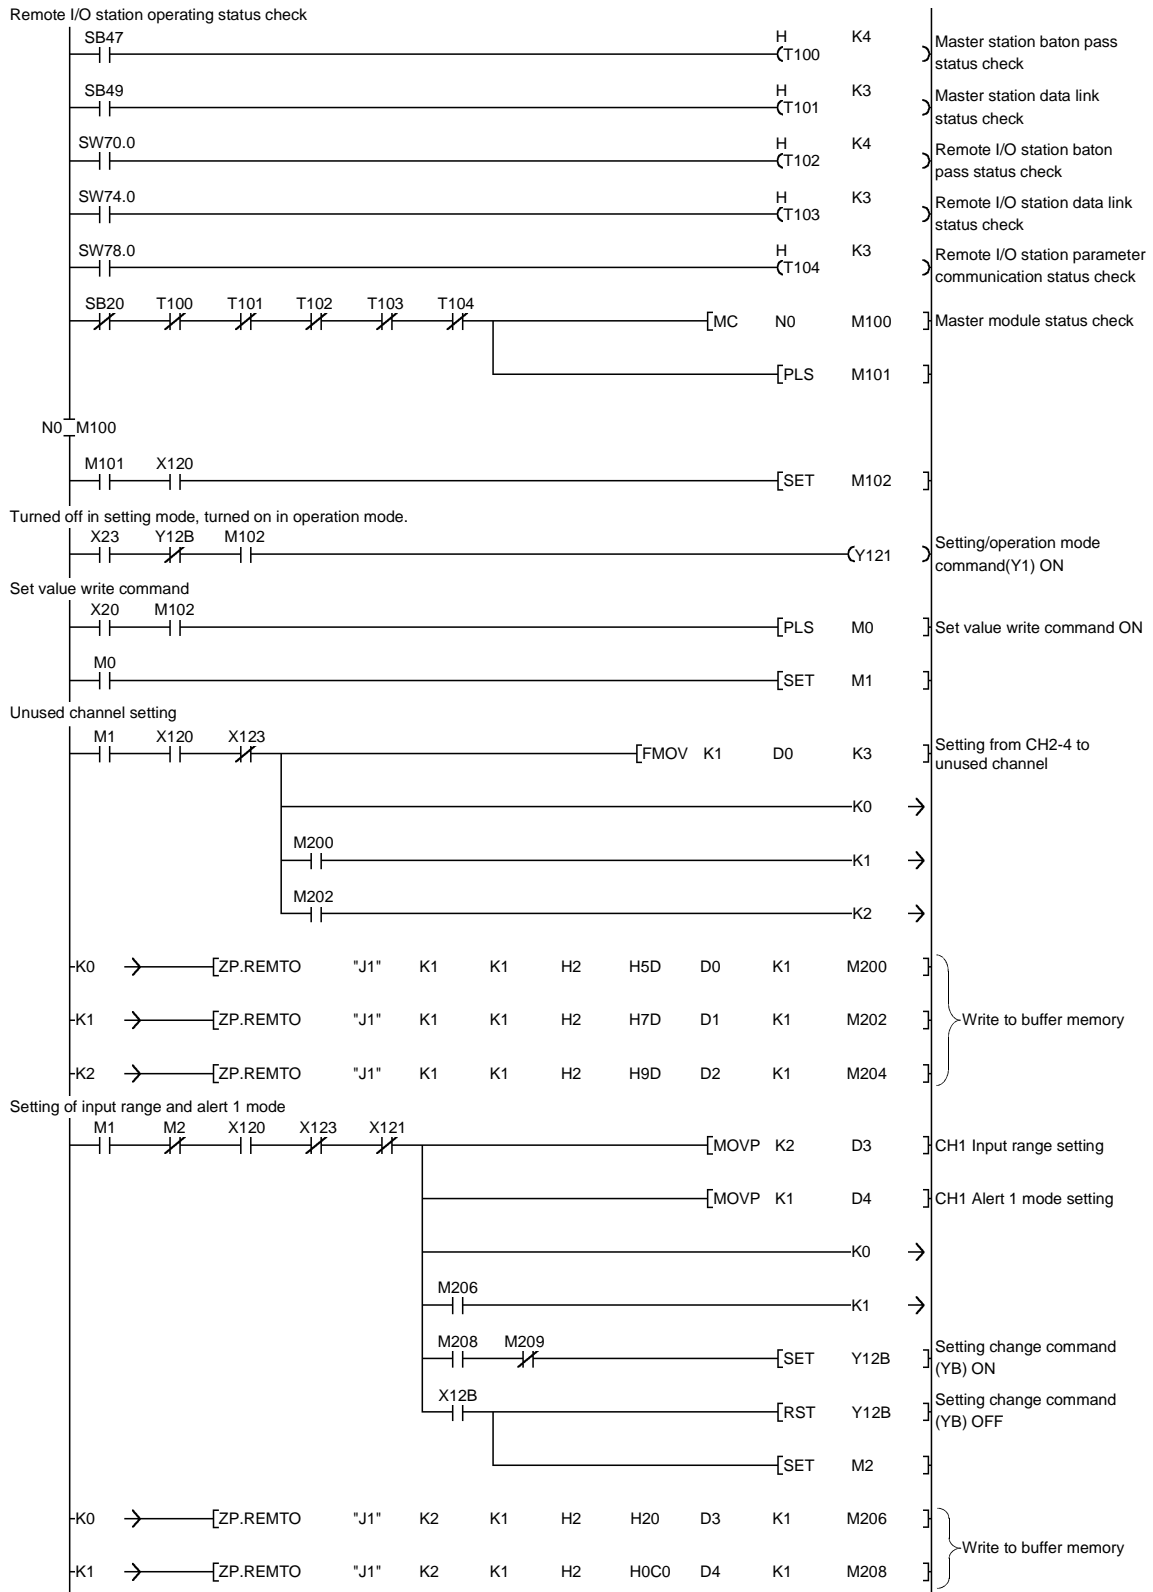 Remote I/O station operating status check
SB47 H K4
T100 Master station baton pass
status check
SB49 H K3
T101 Master station data link
status check
SW70.0 H K4
T102 Remote I/O station baton
pass status check
SW74.0 H K3
T103 Remote I/O station data link
status check
SW78.0 H K3
T104 Remote I/O station parameter
communication status check
SB20 T100 T101 T102 T103 T104
MC N0 M100 Master module status check
PLS M101
N0 M100
M101 X120
SET M102
Turned off in setting mode, turned on in operation mode.
X23 Y12B M102
Y121 Setting/operation mode
command(Y1) ON
Set value write command
X20 M102
PLS M0 Set value write command ON
M0
SET M1
Unused channel setting
M1 X120 X123
FMOV K1 D0 K3 Setting from CH2-4 to
unused channel
K0
M200
K1
M202
K2
K0 ZP.REMTO "J1" K1 K1 H2 H5D D0 K1 M200
K1 ZP.REMTO "J1" K1 K1 H2 H7D D1 K1 M202 Write to buffer memory
K2 ZP.REMTO "J1" K1 K1 H2 H9D D2 K1 M204
Setting of input range and alert 1 mode
M1 M2 X120 X123 X121
MOVP K2 D3 CH1 Input range setting
MOVP K1 D4 CH1 Alert 1 mode setting
K0
M206
K1
M208 M209
SET Y12B Setting change command
(YB) ON
X12B
RST Y12B Setting change command
(YB) OFF
SET M2
K0 ZP.REMTO "J1" K2 K1 H2 H20 D3 K1 M206
Write to buffer memory
K1 ZP.REMTO "J1" K2 K1 H2 H0C0 D4 K1 M208